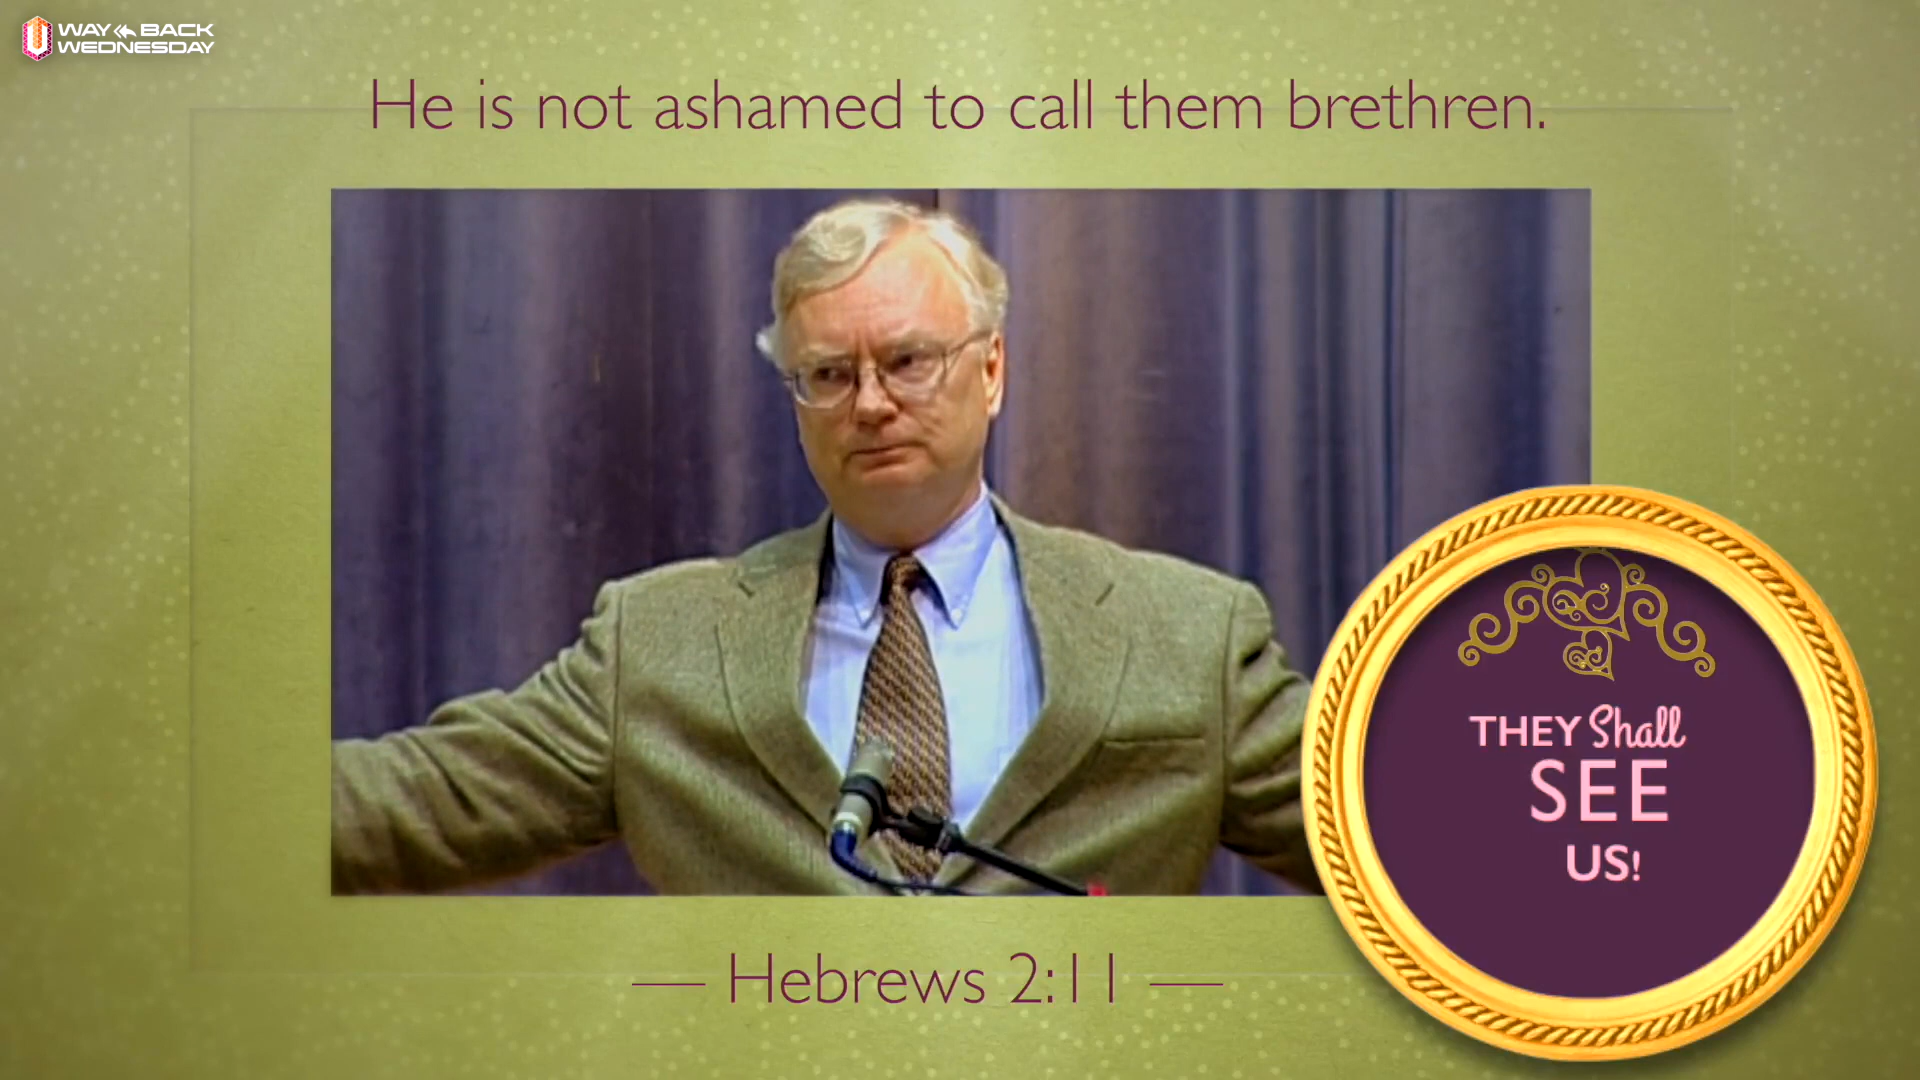 WAY BACK
WEDNESDAY
He is not ashamed to call them brethren.
THEY Shall
SEE
US!
Hebrews 2:11